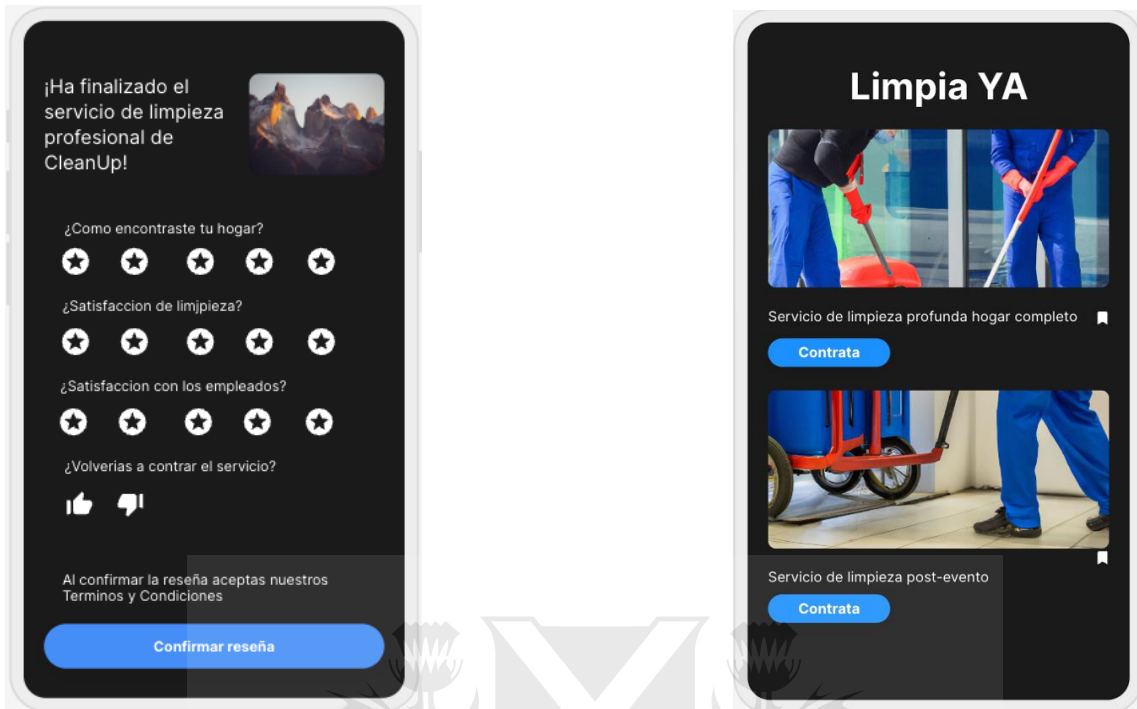 ¡Ha finalizado el
servicio de limpieza
profesional de
CleanUp!
¿Como encontraste tu hogar?
¿Satisfaccion de limjpieza?
¿Satisfaccion con los empleados?
¿Volverias a contrar el servicio?
Al confirmar la reseña aceptas nuestros
Terminos y Condiciones
Confirmar reseña
Limpia YA
Servicio de limpieza profunda hogar completo
Contrata
Servicio de limpieza post-evento
Contrata